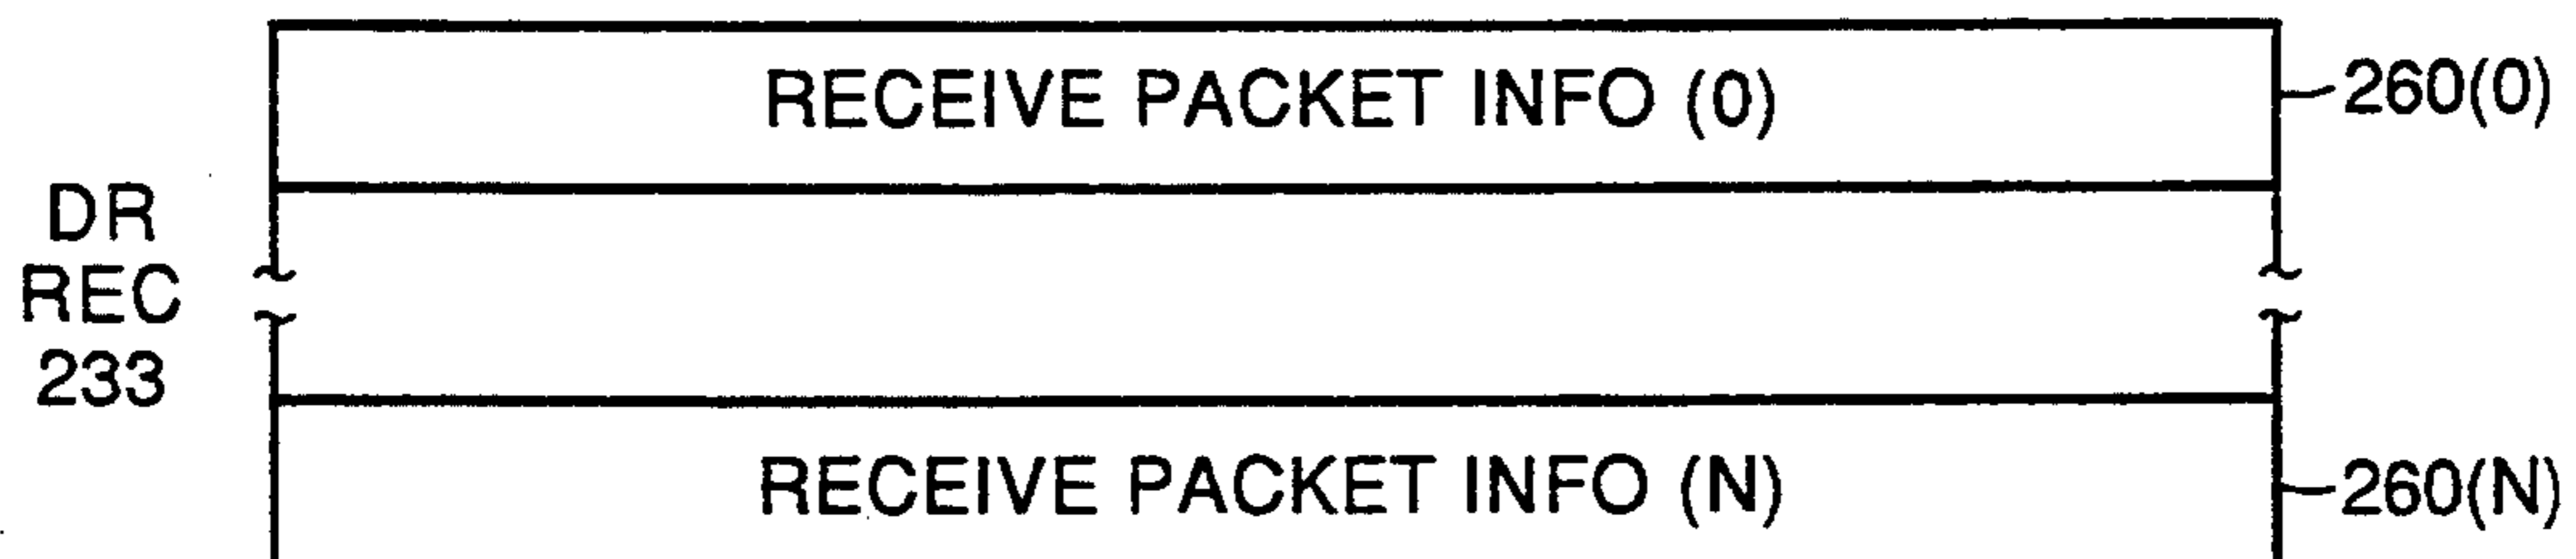 RECEIVE PACKET INFO (0)
260(0)
DR
REC
233
RECEIVE PACKET INFO (N)
260(N)